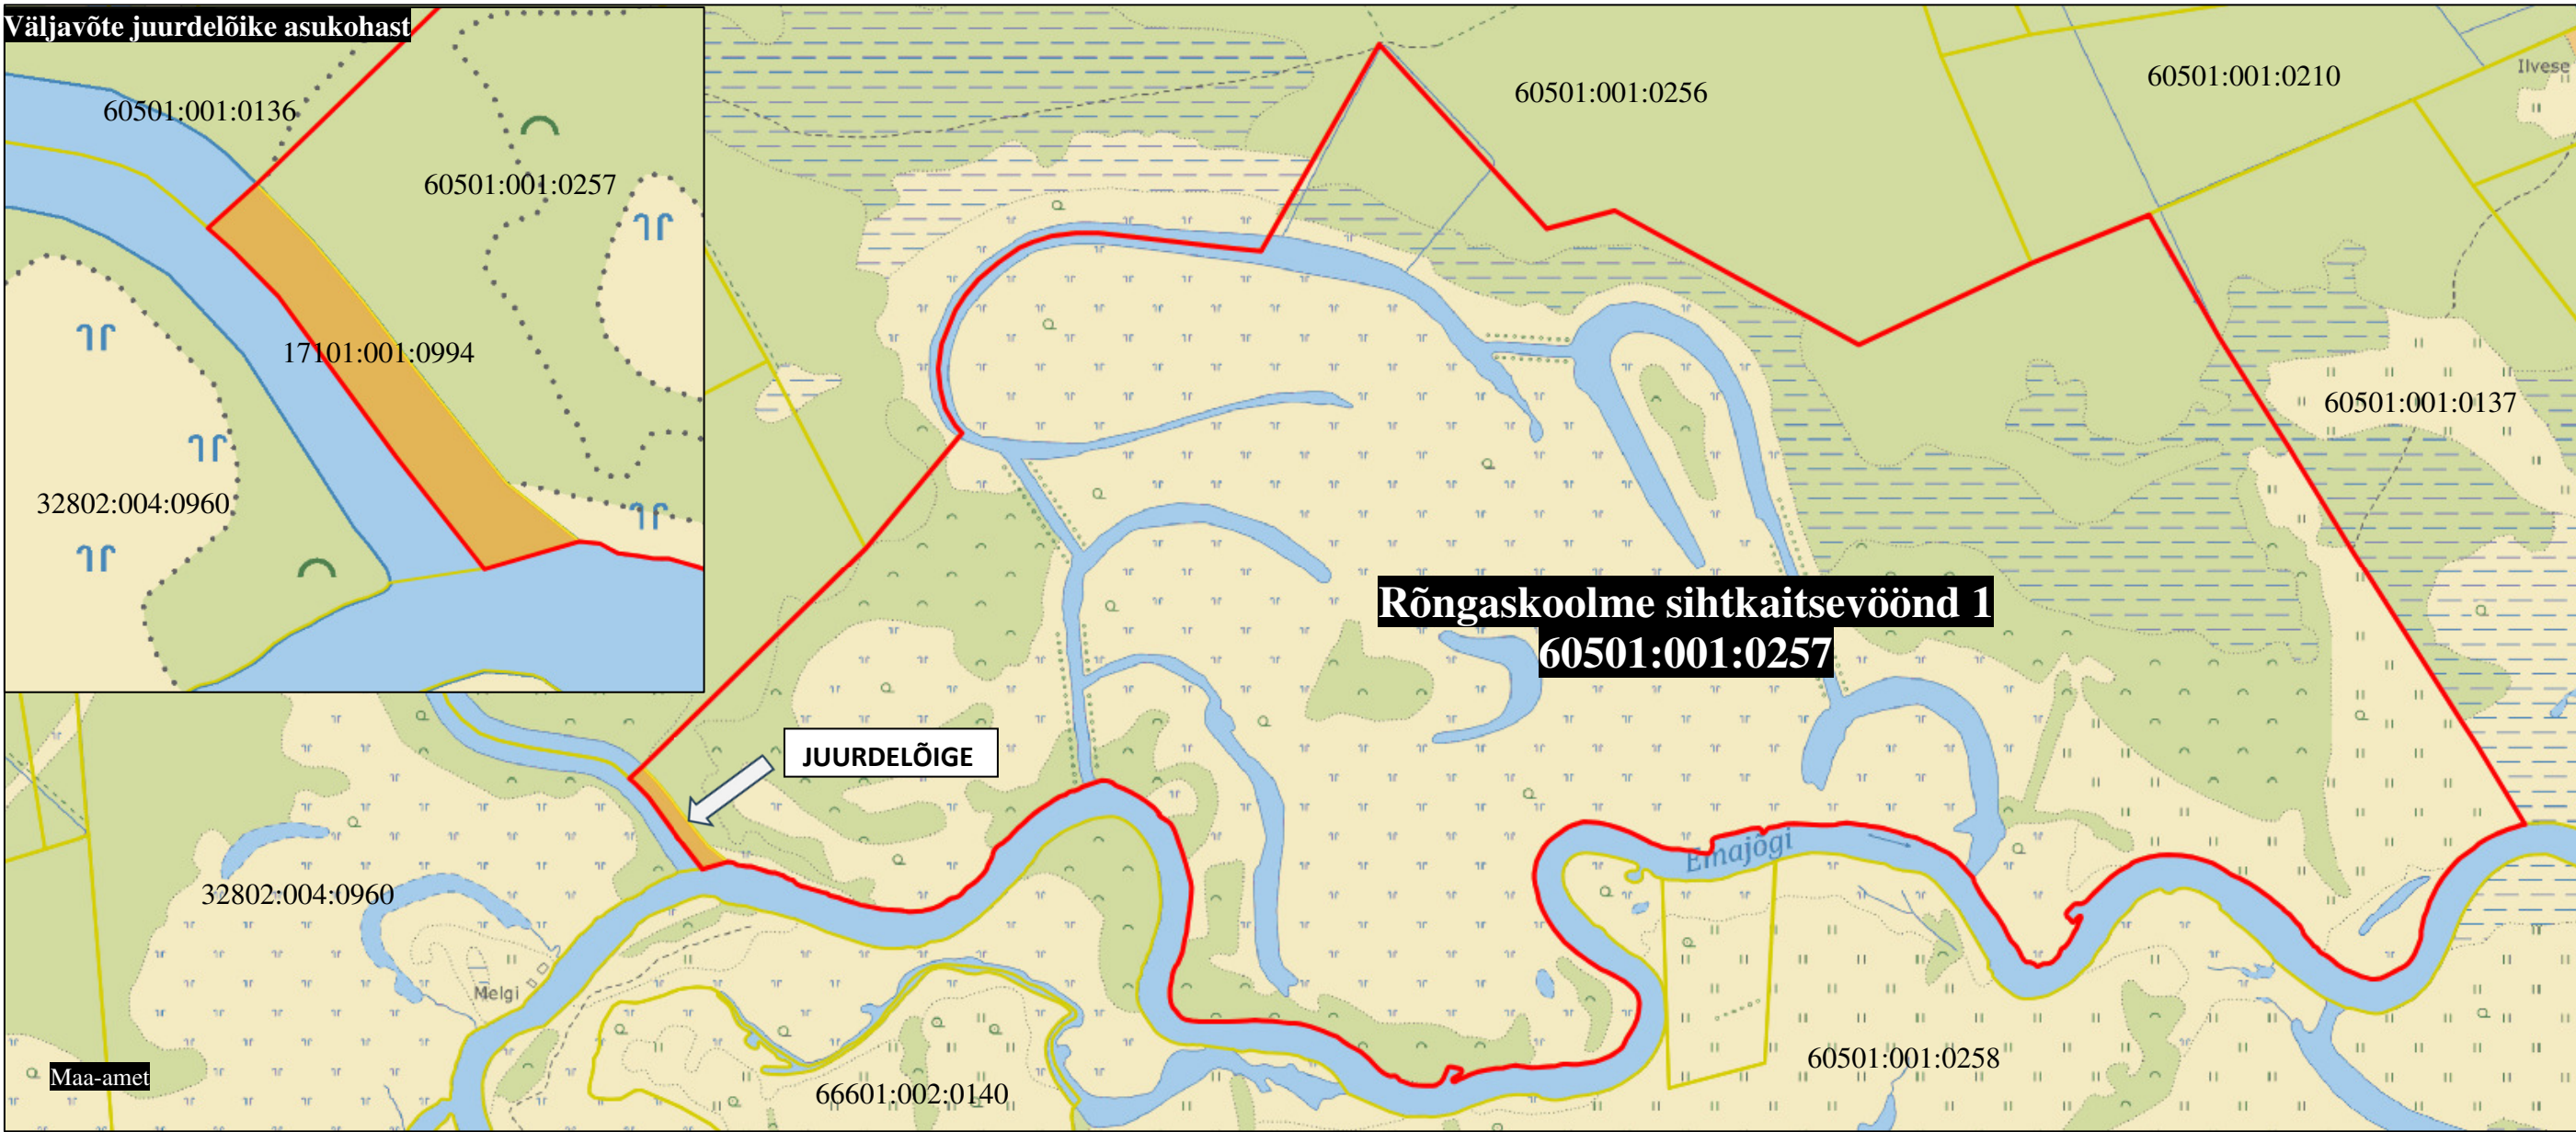 Väljavõte juurdelõike asukohast
60501:001:0136
60501:001:0257
17101:001:0994
32802:004:0960
60501:001:0256
60501:001:0210
Ilvese
60501:001:0137
Rõngaskoolme sihtkaitsevöönd 1
60501:001:0257
JUURDELÕIGE
Emajõgi
32802:004:0960
Melgi
60501:001:0258
Maa-amet
66601:002:0140